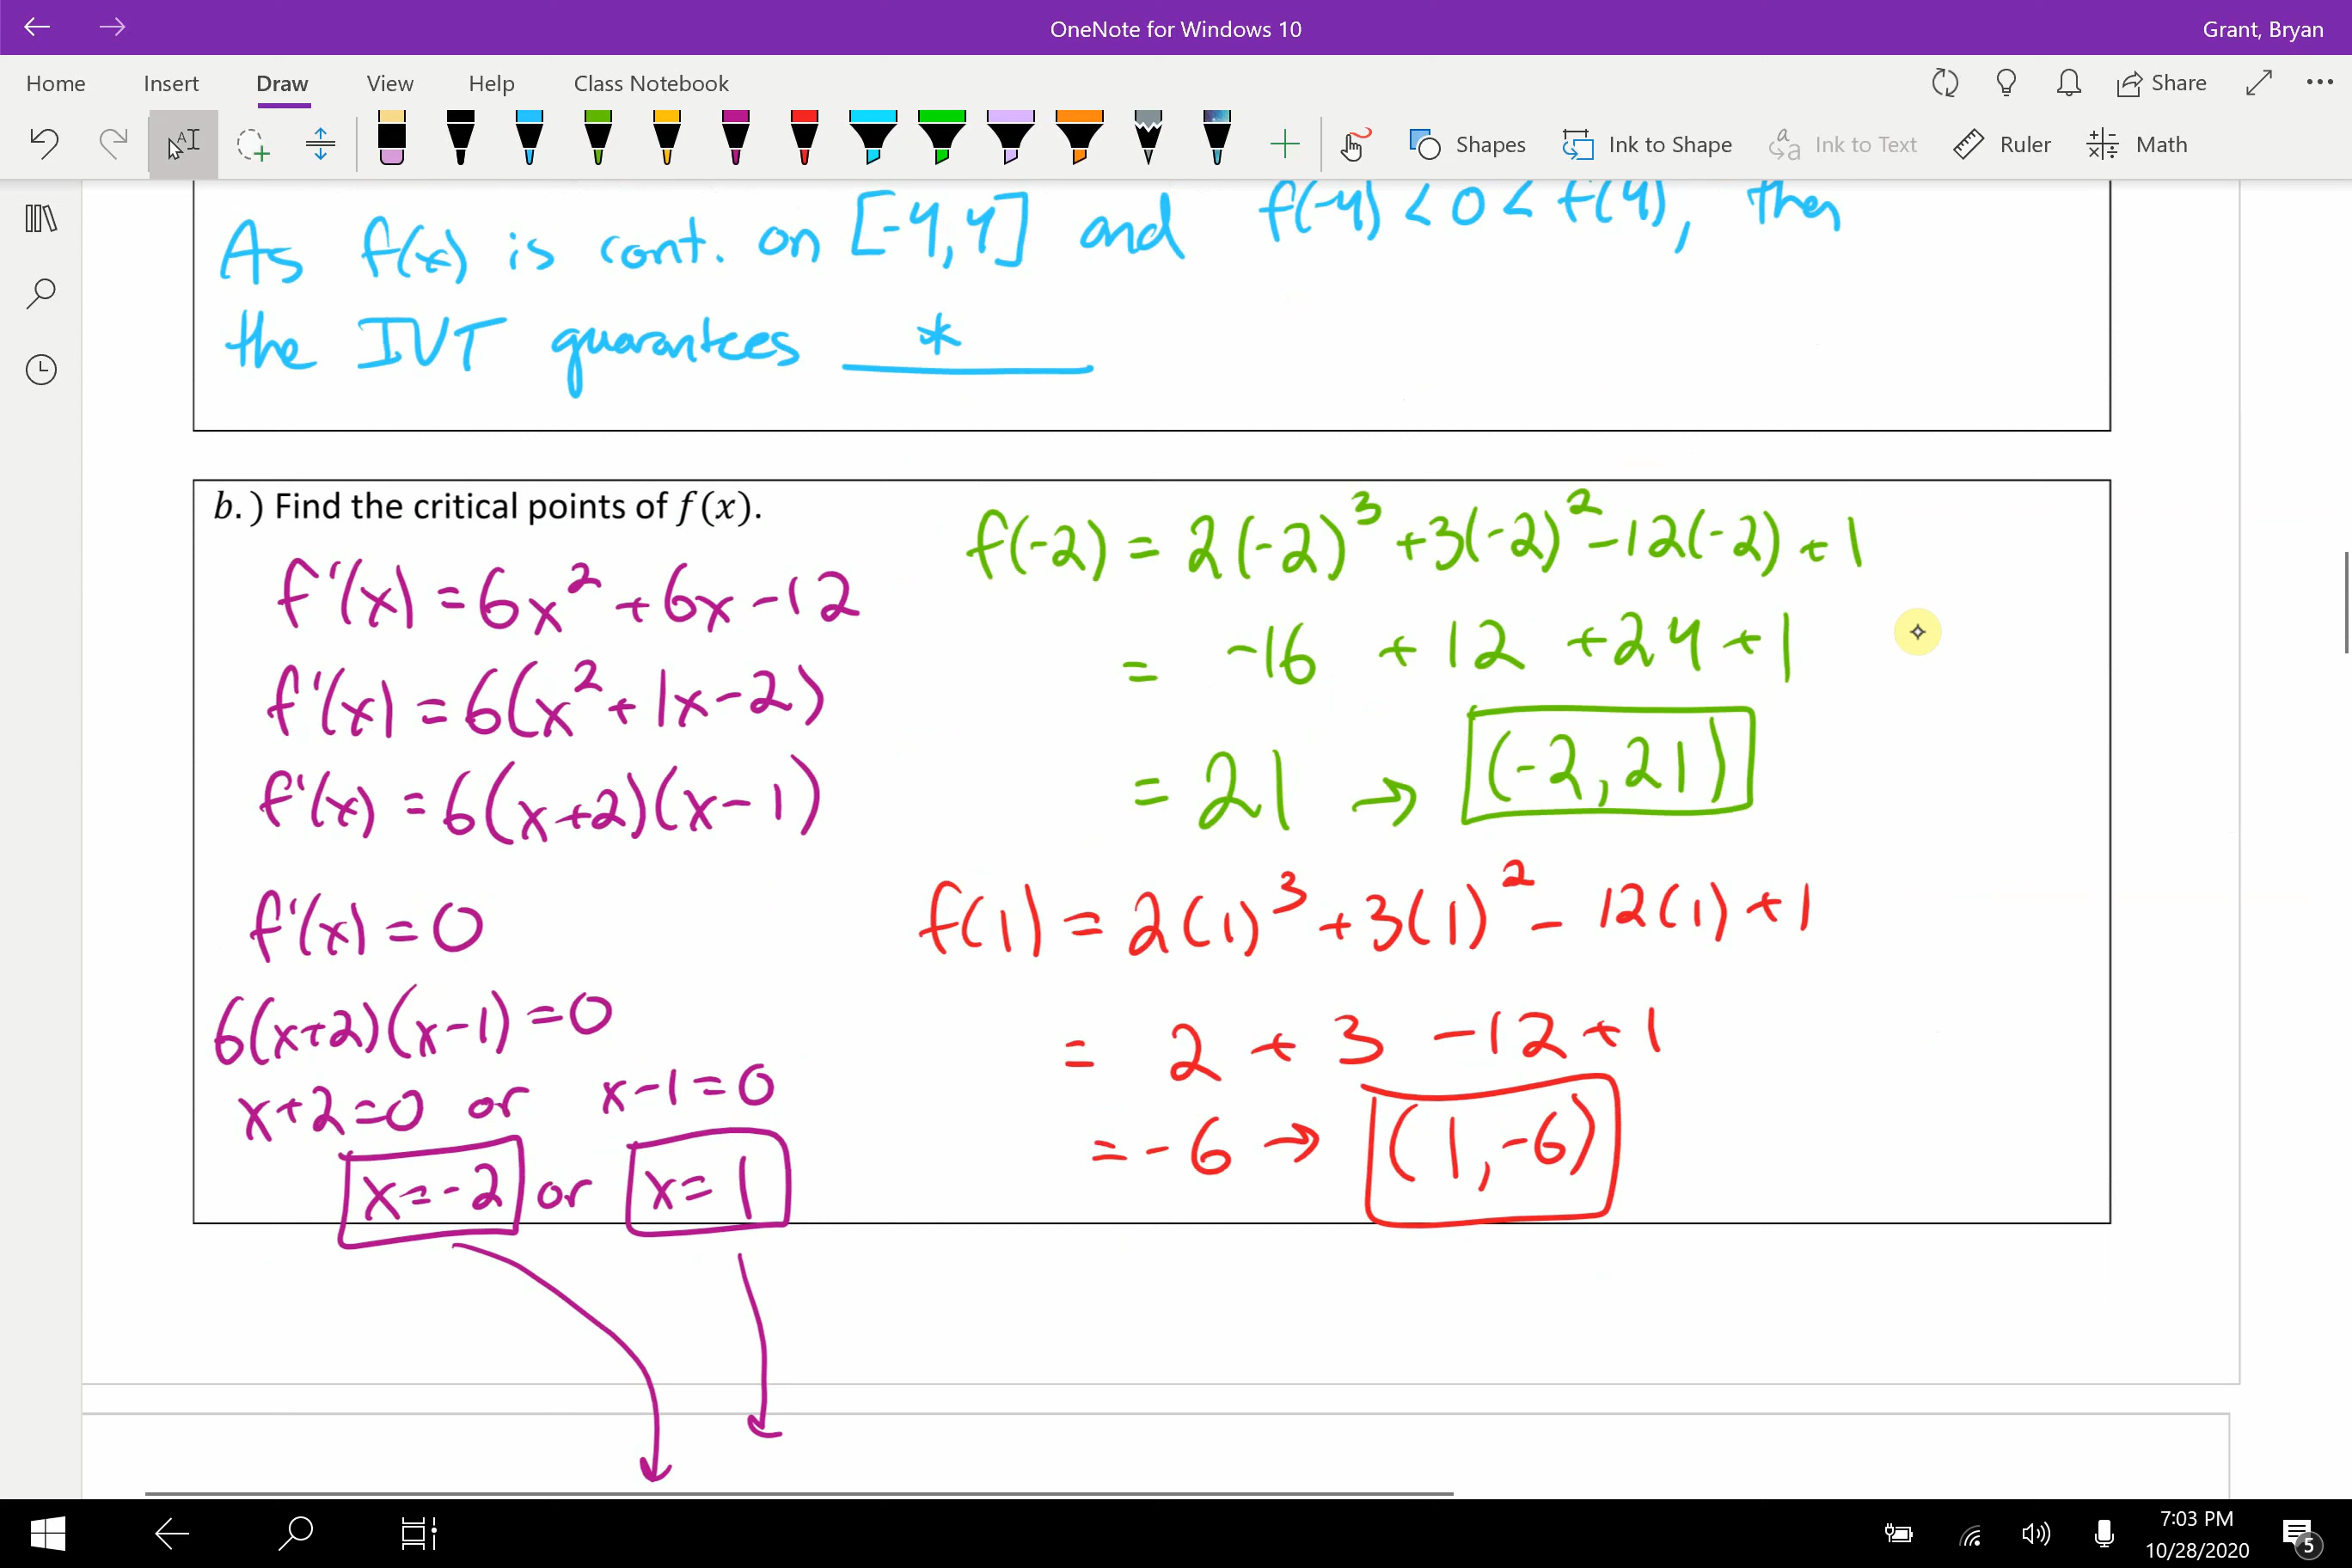 OneNote for Windows 10
Grant, Bryan
Home Insert Draw View Help Class Notebook Share
Shapes Ink to Shape Ink to Text Ruler Math
As f(x) is cont. on [-4,4] and f(-4) < 0 < f(4), then
the IVT guarantees *
b.) Find the critical points of f(x).
f'(x) = 6x² + 6x - 12
f'(x) = 6(x² + 1x - 2)
f'(x) = 6(x+2)(x-1)
f'(x) = 0
6(x+2)(x-1) = 0
x+2=0 or x-1=0
x=-2 or x=1
f(-2) = 2(-2)³ + 3(-2)² - 12(-2) + 1
= -16 + 12 + 24 + 1
= 21 → (-2, 21)
f(1) = 2(1)³ + 3(1)² - 12(1) + 1
= 2 + 3 - 12 + 1
= -6 → (1, -6)
7:03 PM
10/28/2020
5